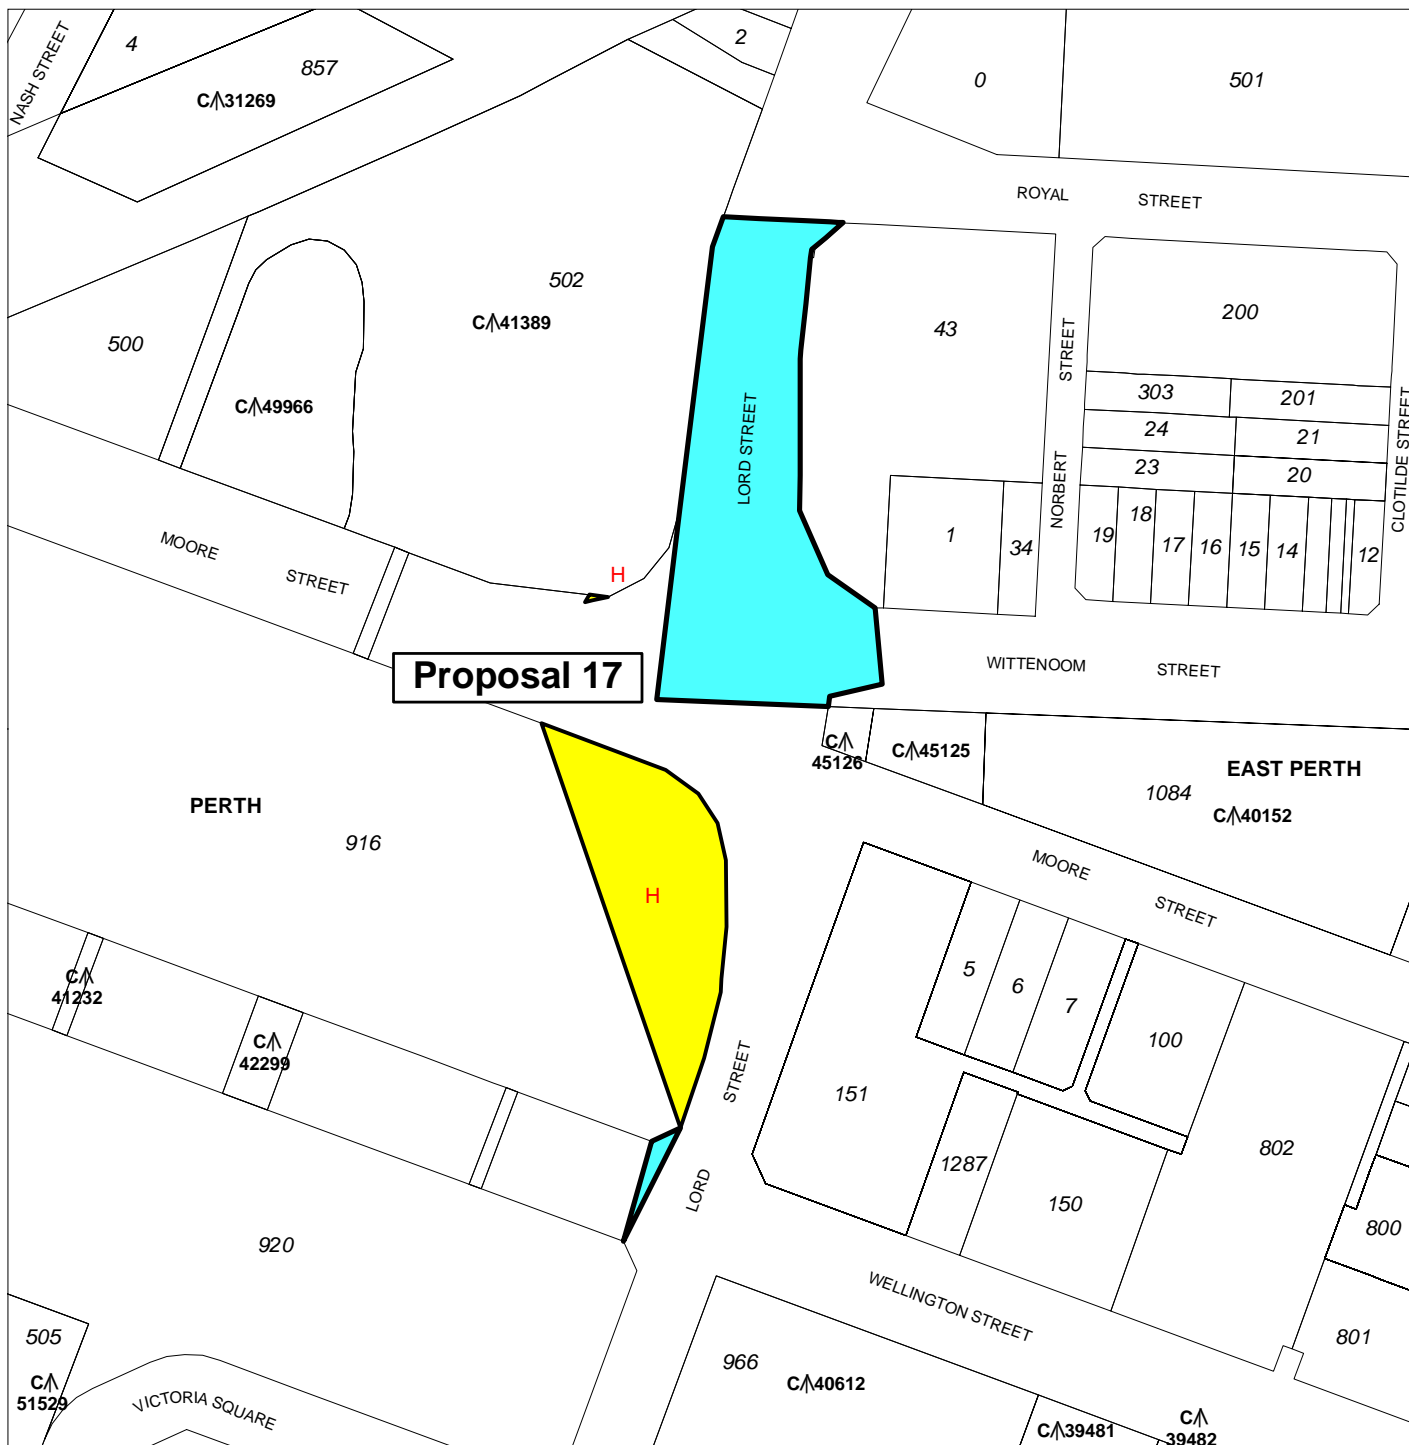 NASH STREET
4
857
C/\31269
2
0
501
ROYAL STREET
502
C/\41389
500
C/\49966
LORD STREET
43
NORBERT STREET
200
303
201
24
21
23
20
CLOTILDE STREET
19
18
17
16
15
14
12
1
34
MOORE STREET
H
Proposal 17
WITTENOOM STREET
C/\
45126
C/\45125
EAST PERTH
1084
C/\40152
PERTH
916
H
MOORE STREET
5
6
7
100
C/\
41232
C/\
42299
LORD STREET
151
1287
150
802
800
801
920
WELLINGTON STREET
505
C/\
51529
VICTORIA SQUARE
966
C/\40612
C/\39481
C/\
39482